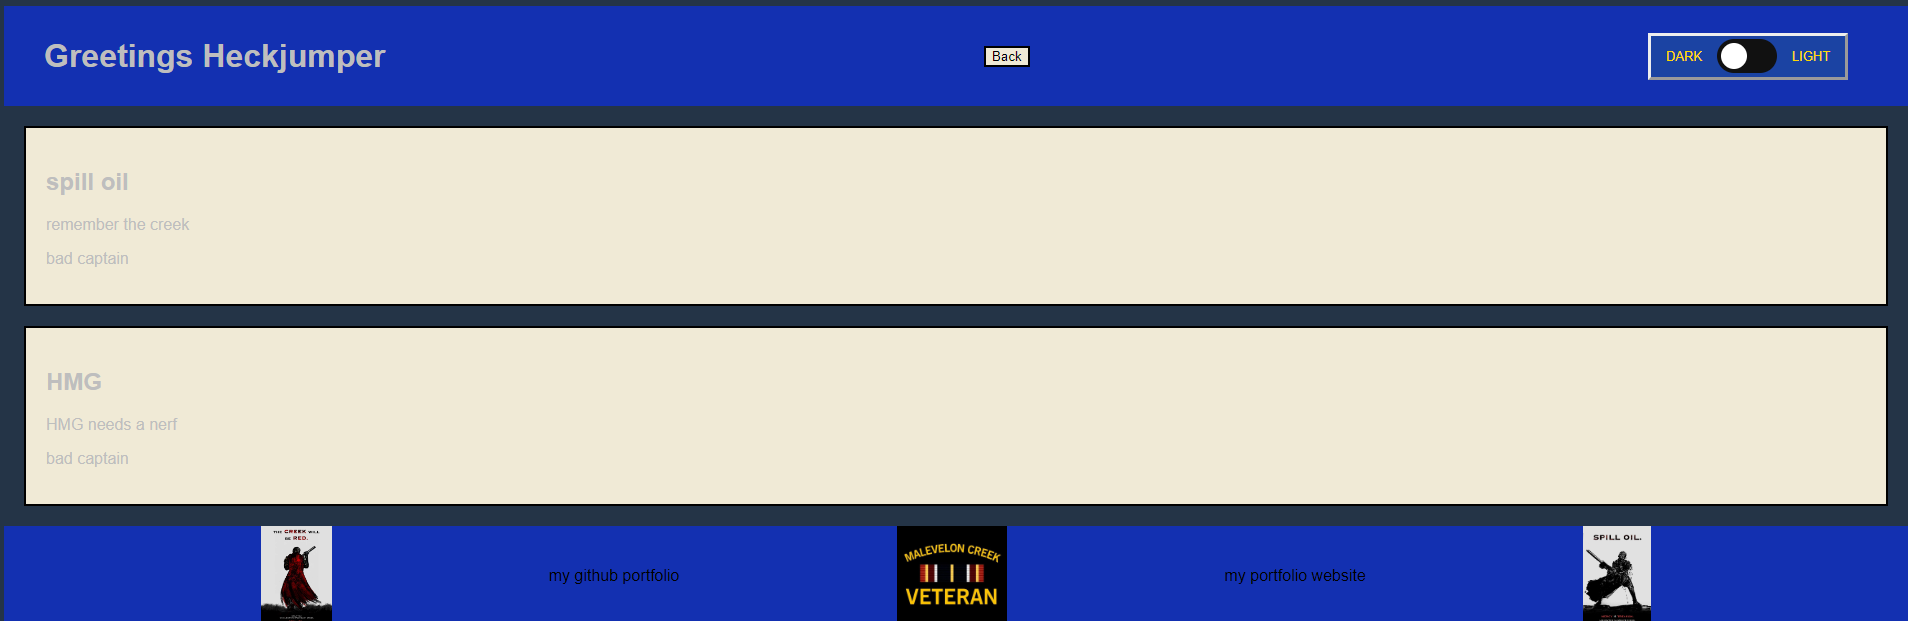 Greetings Heckjumper
Back
DARK
LIGHT
spill oil
remember the creek
bad captain
HMG
HMG needs a nerf
bad captain
THE CREEK WILL
BE RED.
my github portfolio
MALEVELON CREEK
VETERAN
my portfolio website
SPILL OIL.